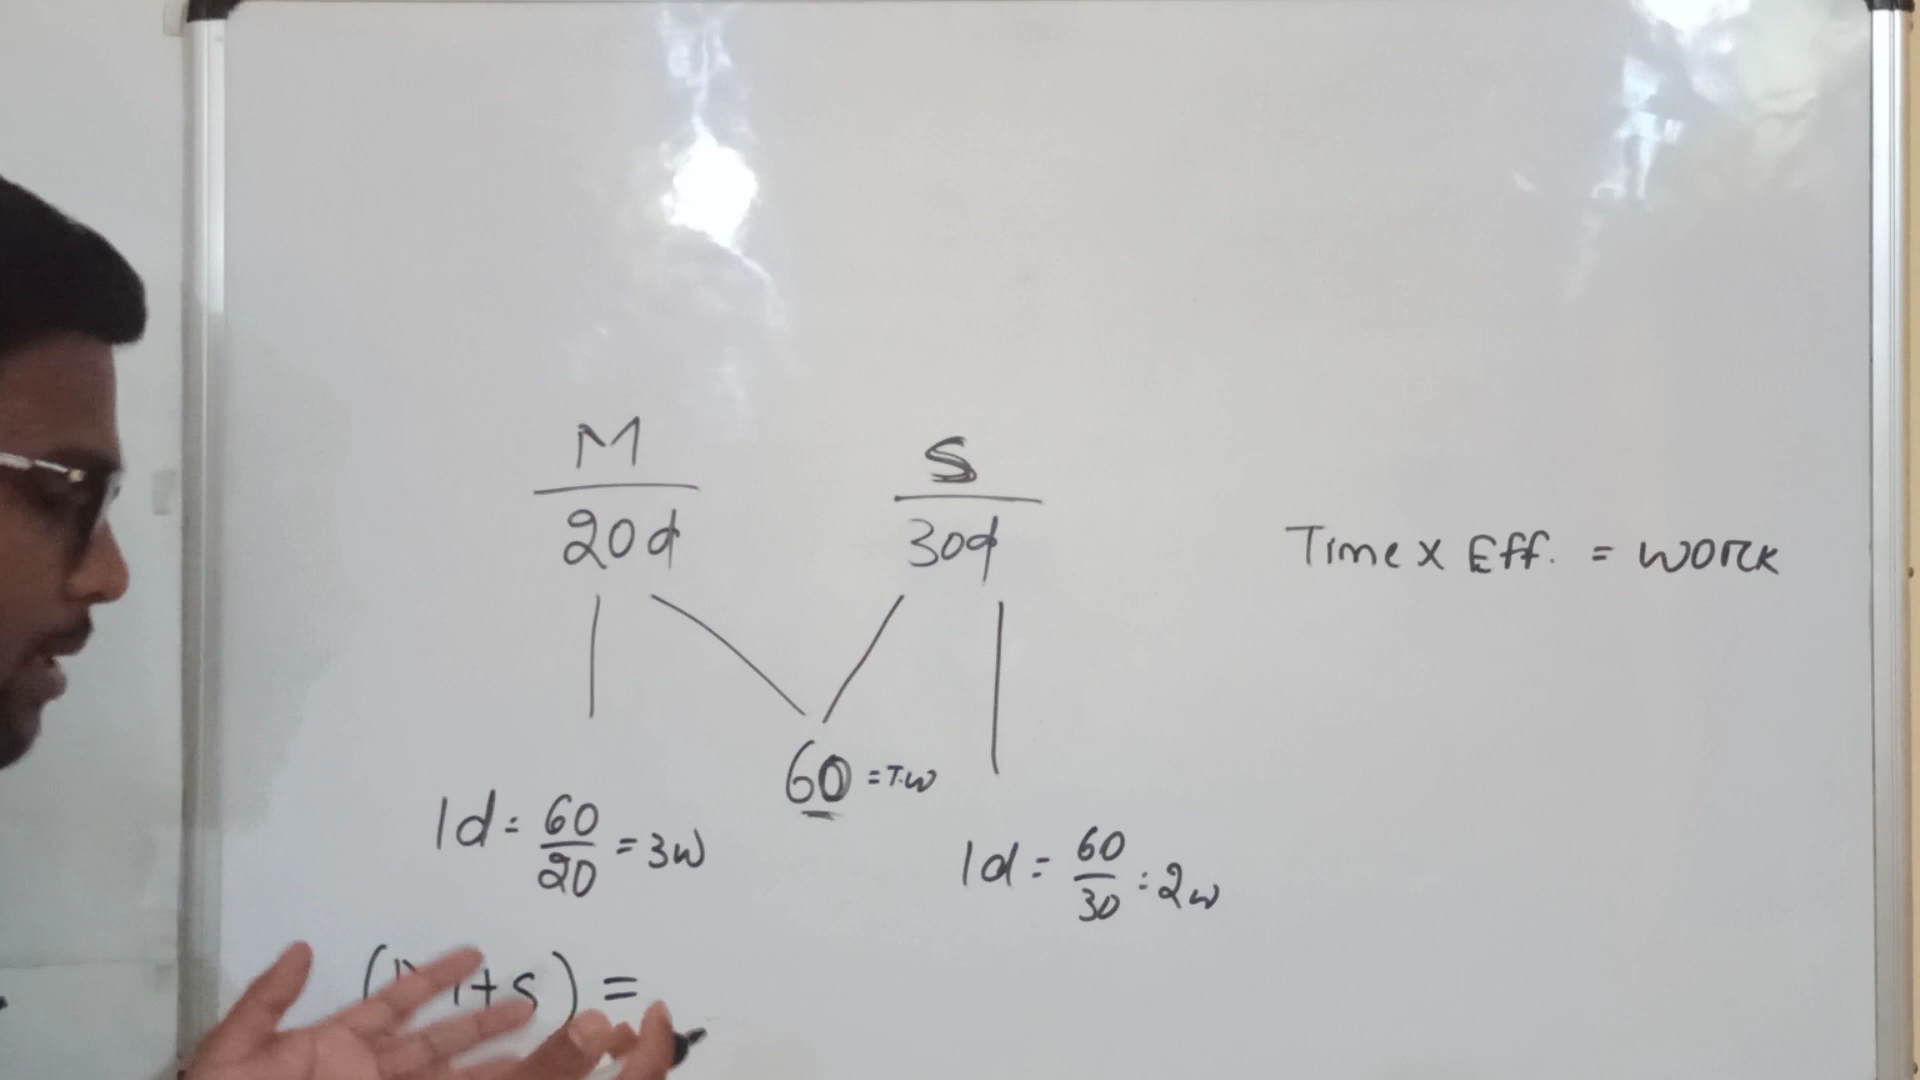 M S
20d 30d
Time x Eff. = WORK
60 = T.W
1d = 60/20 = 3W
1d = 60/30 = 2w
+s) =